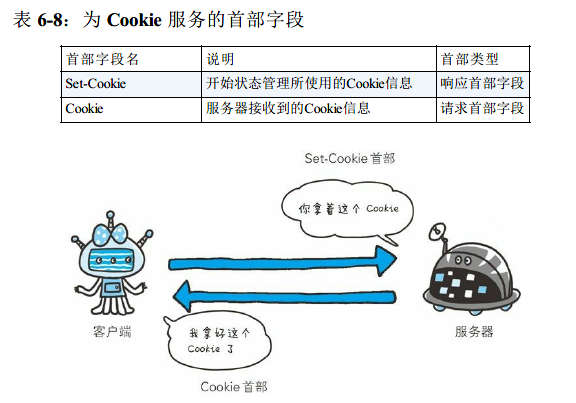 表 6-8：为 Cookie 服务的首部字段
首部字段名 说明 首部类型
Set-Cookie 开始状态管理所使用的Cookie信息 响应首部字段
Cookie 服务器接收到的Cookie信息 请求首部字段
Set-Cookie 首部
你拿着这个 Cookie
客户端
服务器
我拿好这个
Cookie 了
Cookie 首部